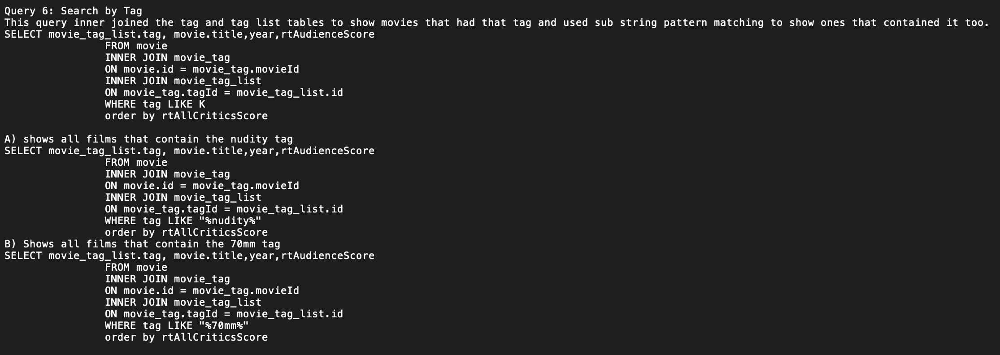 Query 6: Search by Tag
This query inner joined the tag and tag list tables to show movies that had that tag and used sub string pattern matching to show ones that contained it too.
SELECT movie_tag_list.tag, movie.title,year,rtAudienceScore
                FROM movie
                INNER JOIN movie_tag
                ON movie.id = movie_tag.movieId
                INNER JOIN movie_tag_list
                ON movie_tag.tagId = movie_tag_list.id
                WHERE tag LIKE K
                order by rtAllCriticsScore

A) shows all films that contain the nudity tag
SELECT movie_tag_list.tag, movie.title,year,rtAudienceScore
                FROM movie
                INNER JOIN movie_tag
                ON movie.id = movie_tag.movieId
                INNER JOIN movie_tag_list
                ON movie_tag.tagId = movie_tag_list.id
                WHERE tag LIKE "%nudity%"
                order by rtAllCriticsScore
B) Shows all films that contain the 70mm tag
SELECT movie_tag_list.tag, movie.title,year,rtAudienceScore
                FROM movie
                INNER JOIN movie_tag
                ON movie.id = movie_tag.movieId
                INNER JOIN movie_tag_list
                ON movie_tag.tagId = movie_tag_list.id
                WHERE tag LIKE "%70mm%"
                order by rtAllCriticsScore